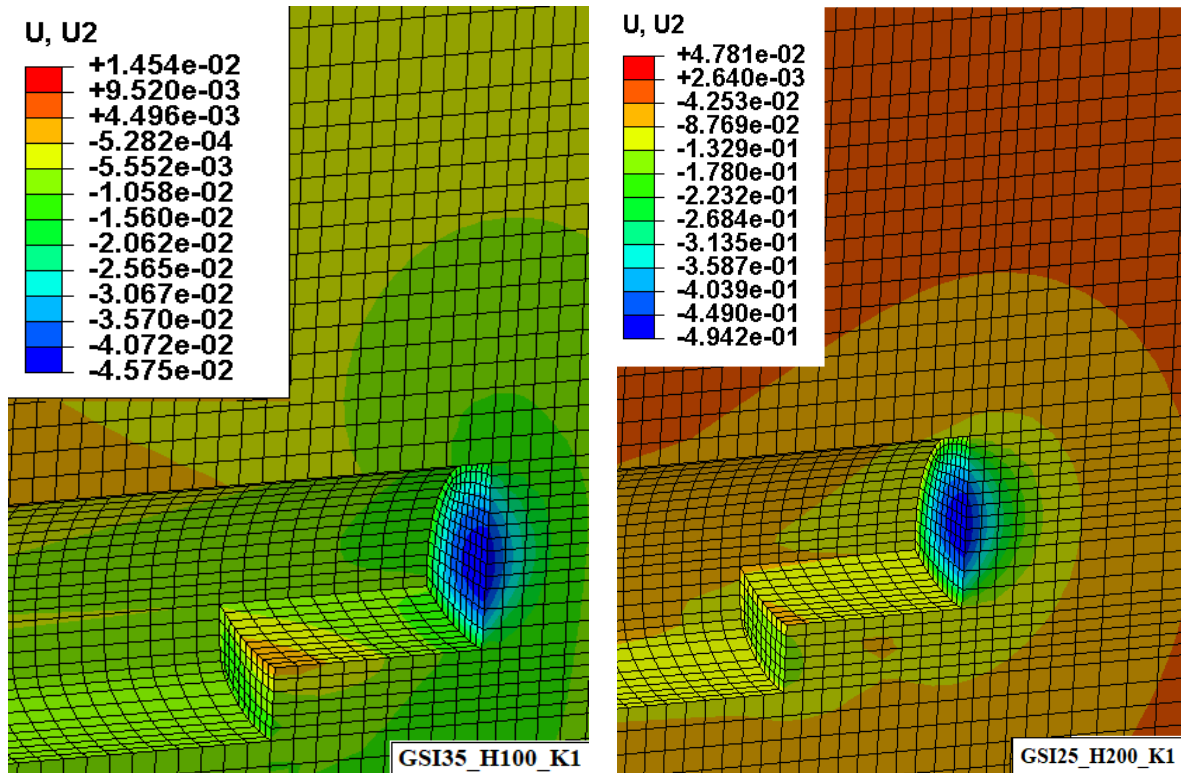 U, U2
+1.454e-02
+9.520e-03
+4.496e-03
-5.282e-04
-5.552e-03
-1.058e-02
-1.560e-02
-2.062e-02
-2.565e-02
-3.067e-02
-3.570e-02
-4.072e-02
-4.575e-02
GSI35_H100_K1
U, U2
+4.781e-02
+2.640e-03
-4.253e-02
-8.769e-02
-1.329e-01
-1.780e-01
-2.232e-01
-2.684e-01
-3.135e-01
-3.587e-01
-4.039e-01
-4.490e-01
-4.942e-01
GSI25_H200_K1